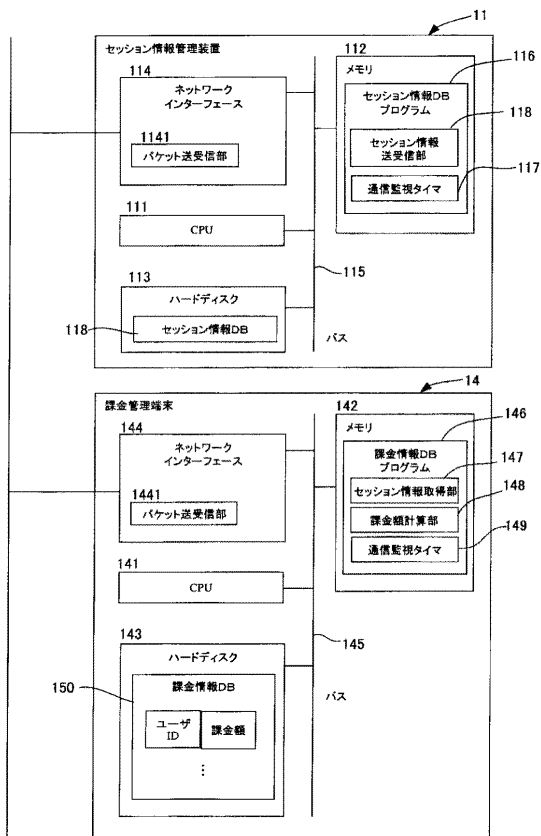 11
セッション情報管理装置
114
ネットワーク
インターフェース
1141
パケット送受信部
111
CPU
113
ハードディスク
118
セッション情報DB
115
バス
112
メモリ
116
セッション情報DB
プログラム
118
セッション情報
送受信部
117
通信監視タイマ
14
課金管理端末
144
ネットワーク
インターフェース
1441
パケット送受信部
141
CPU
143
ハードディスク
150
課金情報DB
ユーザ
ID
課金額
⋮
145
バス
142
メモリ
146
課金情報DB
プログラム
147
セッション情報取得部
148
課金額計算部
149
通信監視タイマ